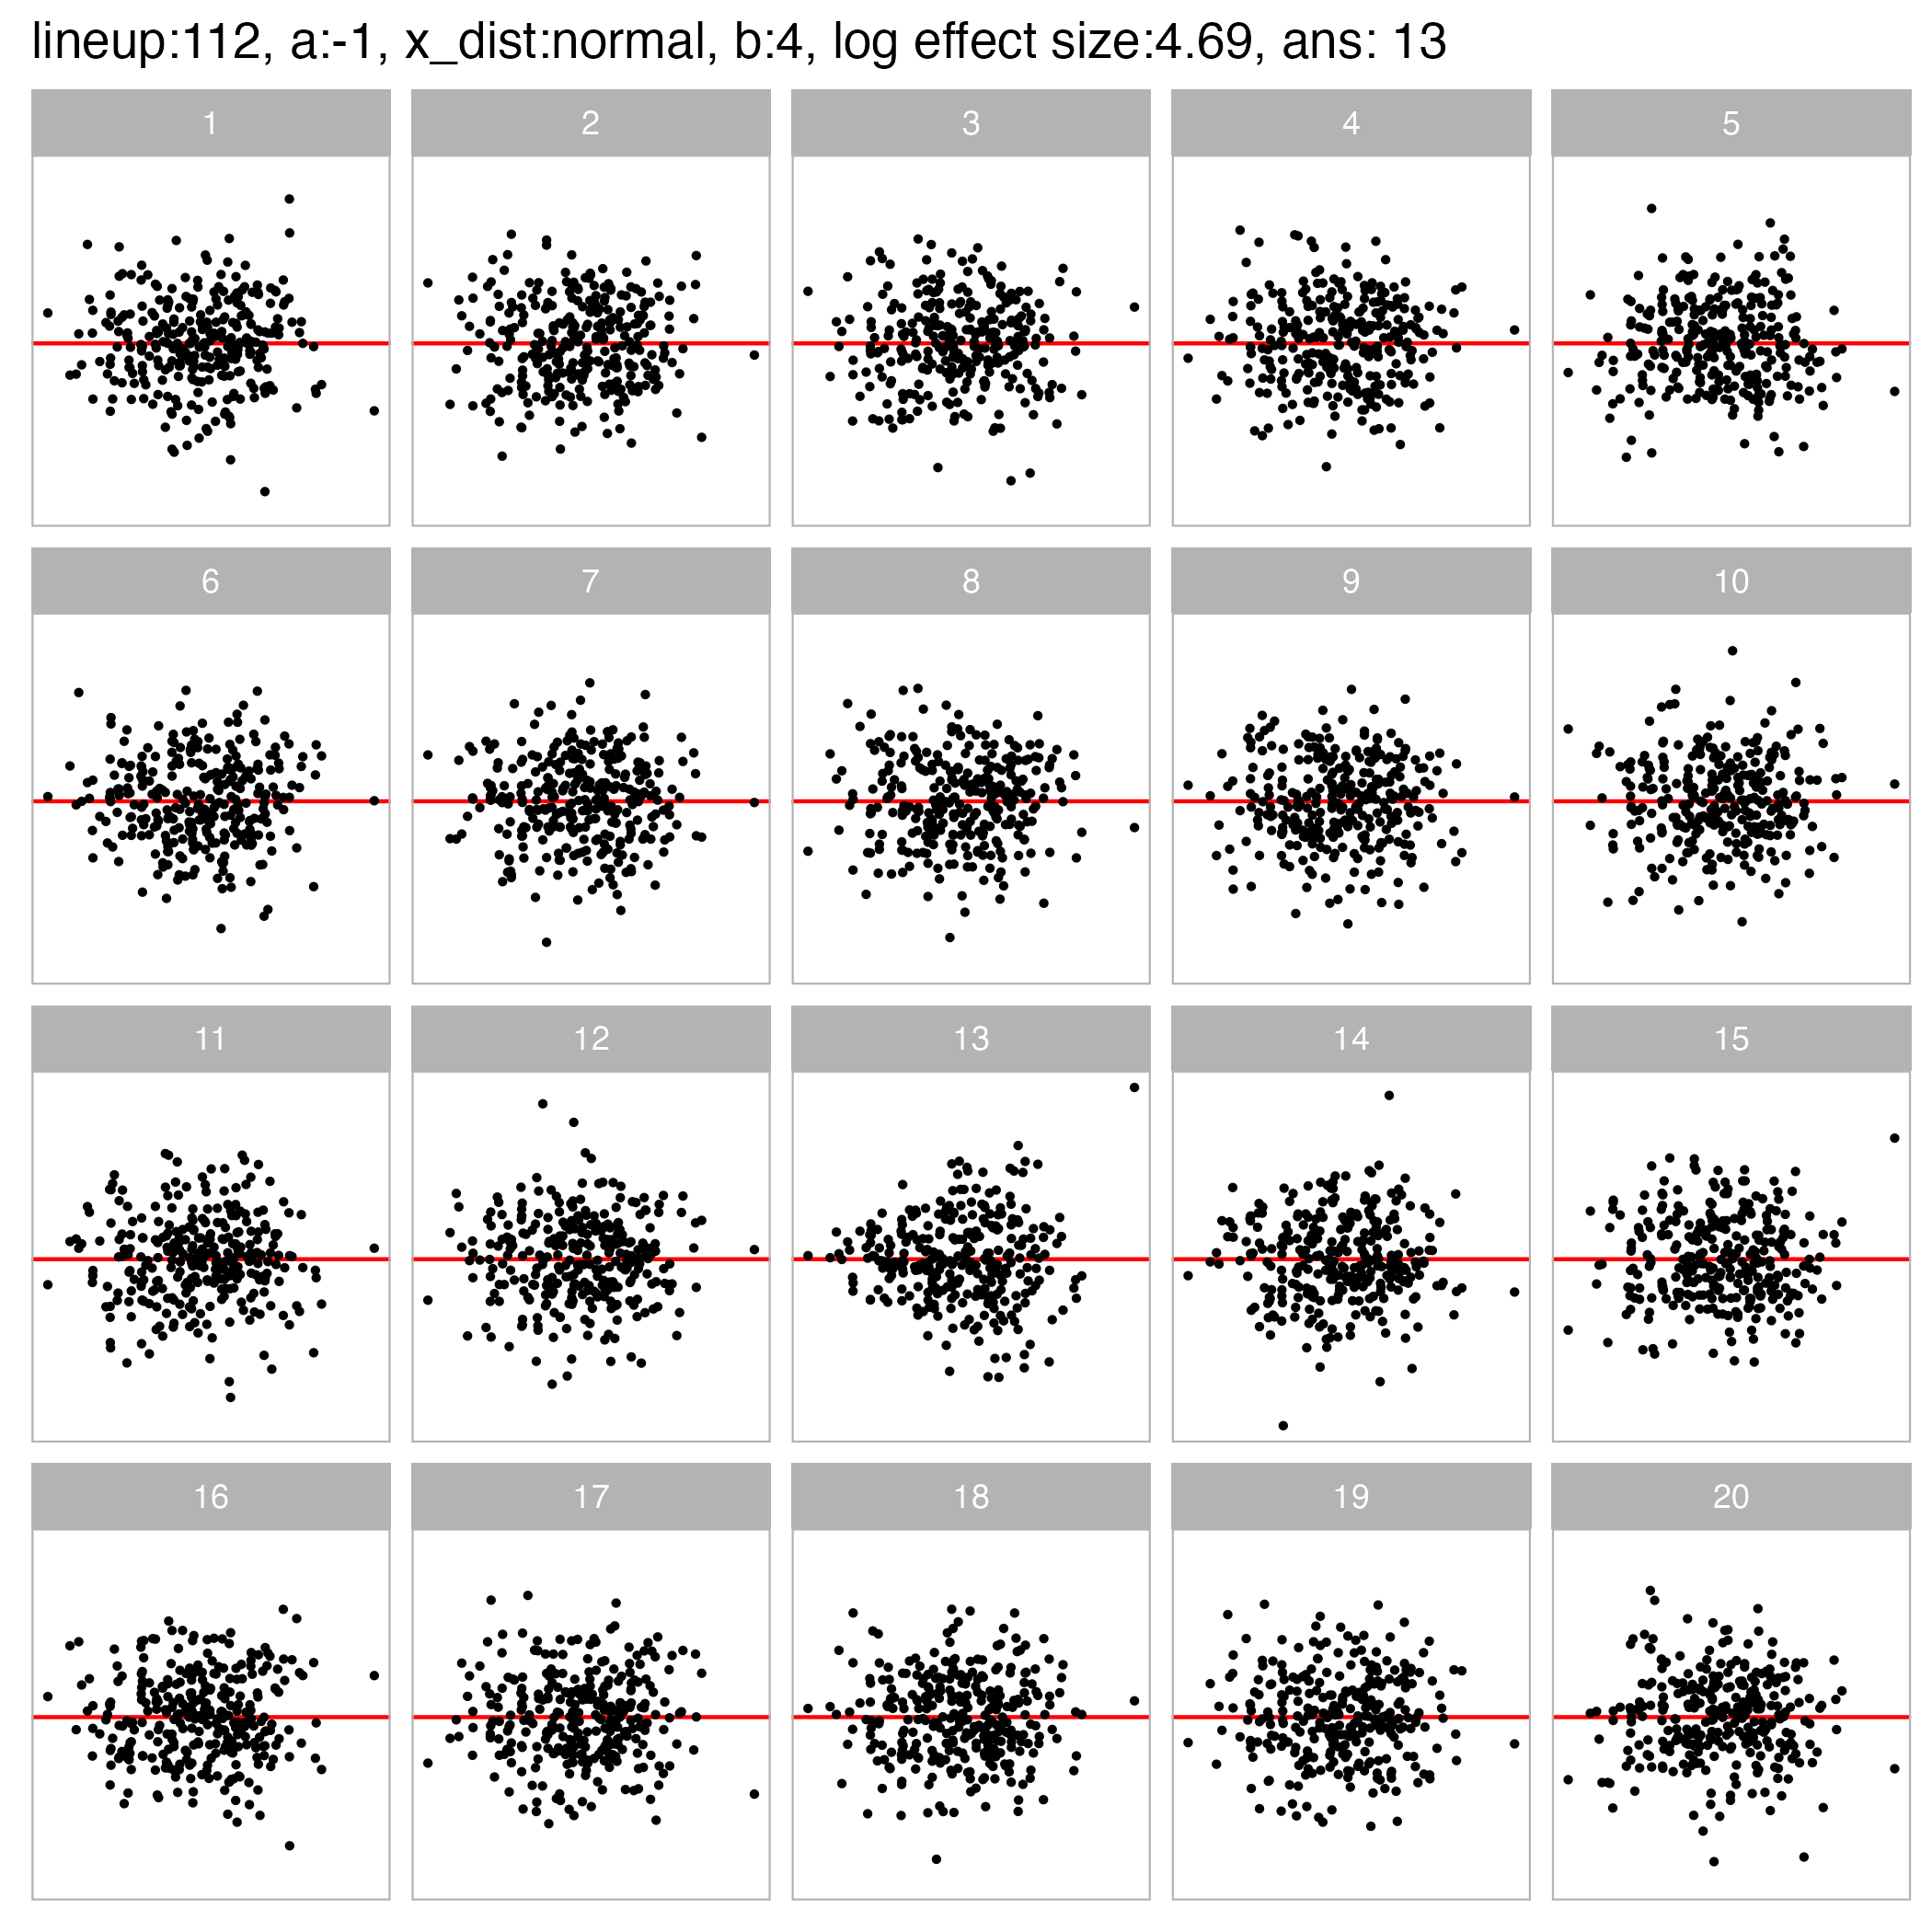 lineup:112, a:-1, x_dist:normal, b:4, log effect size:4.69, ans: 13
1 2 3 4 5
6 7 8 9 10
11 12 13 14 15
16 17 18 19 20